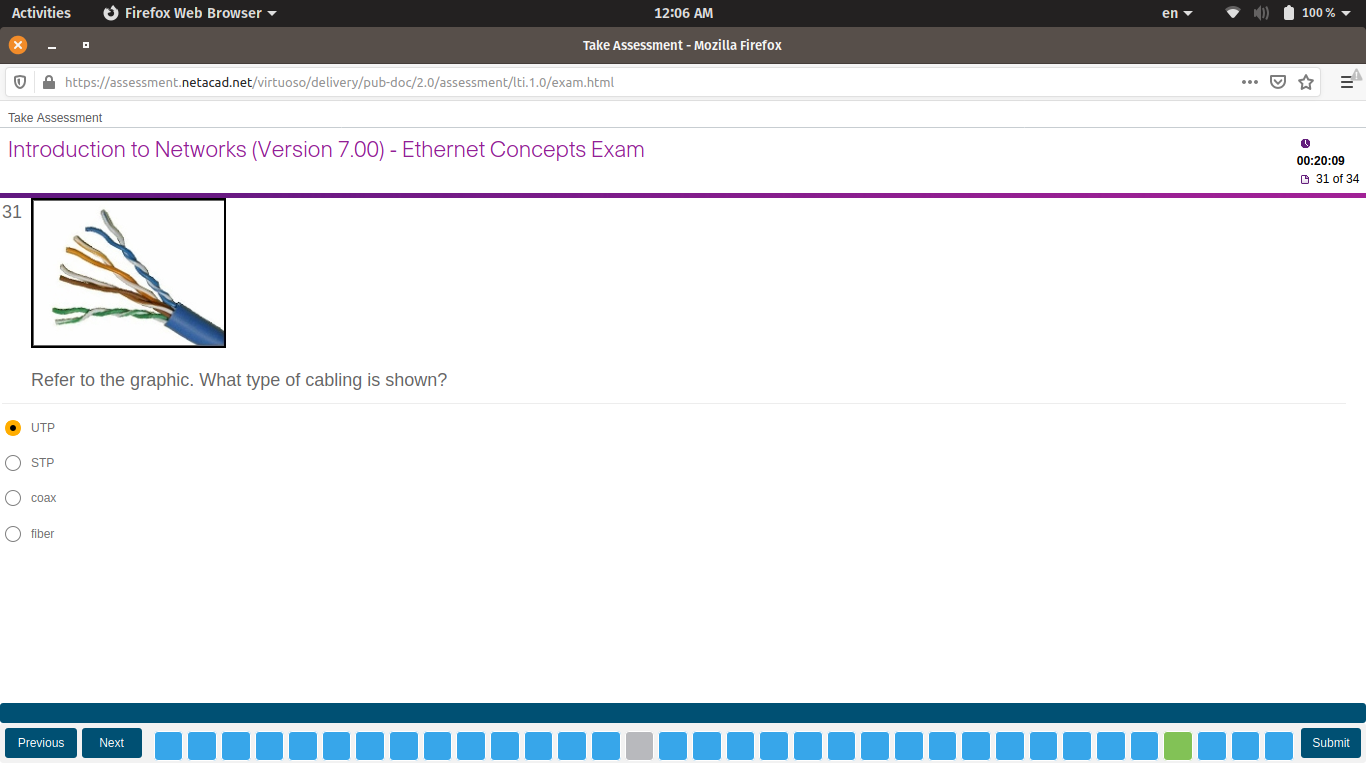 Activities Firefox Web Browser 12:06 AM en 100 %
Take Assessment - Mozilla Firefox
https://assessment.netacad.net/virtuoso/delivery/pub-doc/2.0/assessment/lti.1.0/exam.html
Take Assessment
Introduction to Networks (Version 7.00) - Ethernet Concepts Exam
00:20:09
31 of 34
31
Refer to the graphic. What type of cabling is shown?
UTP
STP
coax
fiber
Previous Next Submit